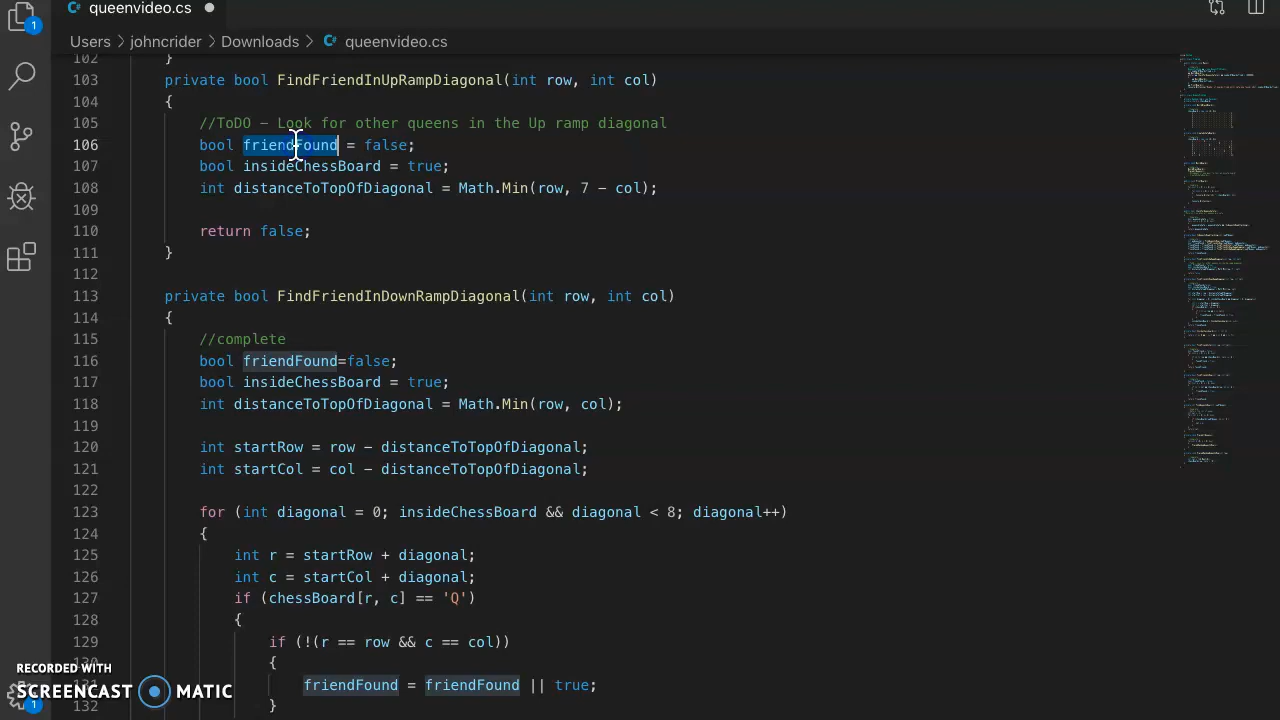 queenvideo.cs
Users > johncrider > Downloads > queenvideo.cs
102 }
103 private bool FindFriendInUpRampDiagonal(int row, int col)
104 {
105 //ToDO – Look for other queens in the Up ramp diagonal
106 bool friendFound = false;
107 bool insideChessBoard = true;
108 int distanceToTopOfDiagonal = Math.Min(row, 7 - col);
109
110 return false;
111 }
112
113 private bool FindFriendInDownRampDiagonal(int row, int col)
114 {
115 //complete
116 bool friendFound=false;
117 bool insideChessBoard = true;
118 int distanceToTopOfDiagonal = Math.Min(row, col);
119
120 int startRow = row - distanceToTopOfDiagonal;
121 int startCol = col - distanceToTopOfDiagonal;
122
123 for (int diagonal = 0; insideChessBoard && diagonal < 8; diagonal++)
124 {
125 int r = startRow + diagonal;
126 int c = startCol + diagonal;
127 if (chessBoard[r, c] == 'Q')
128 {
129 if (!(r == row && c == col))
130 {
131 friendFound = friendFound || true;
132 }
1
1
RECORDED WITH
SCREENCAST MATIC